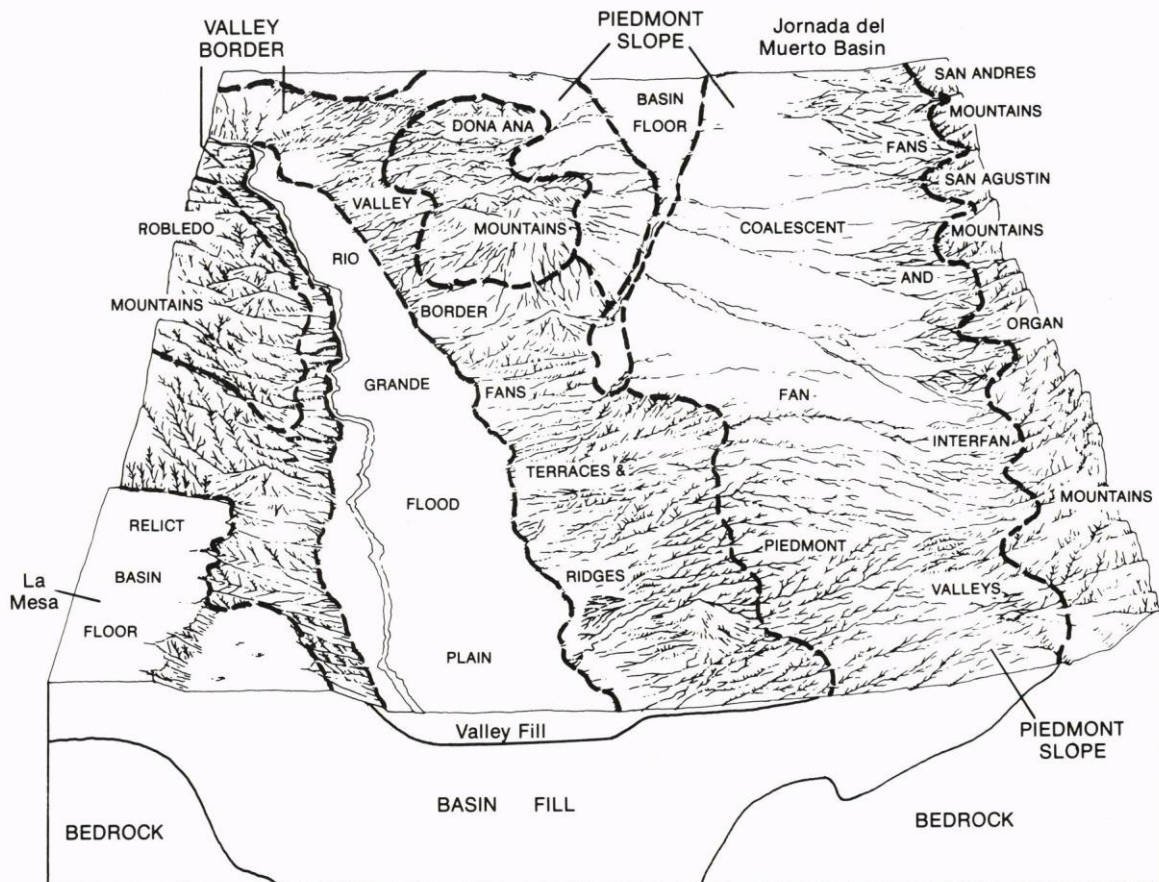 VALLEY
BORDER
PIEDMONT
SLOPE
Jornada del
Muerto Basin
SAN ANDRES
MOUNTAINS
BASIN
FLOOR
DONA ANA
FANS
SAN AGUSTIN
VALLEY
ROBLEDO
MOUNTAINS
COALESCENT
MOUNTAINS
RIO
AND
MOUNTAINS
BORDER
ORGAN
GRANDE
FANS
FAN
INTERFAN
TERRACES &
MOUNTAINS
FLOOD
RELICT
PIEDMONT
La
Mesa
BASIN
RIDGES
VALLEYS
FLOOR
PLAIN
Valley Fill
PIEDMONT
SLOPE
BASIN FILL
BEDROCK
BEDROCK